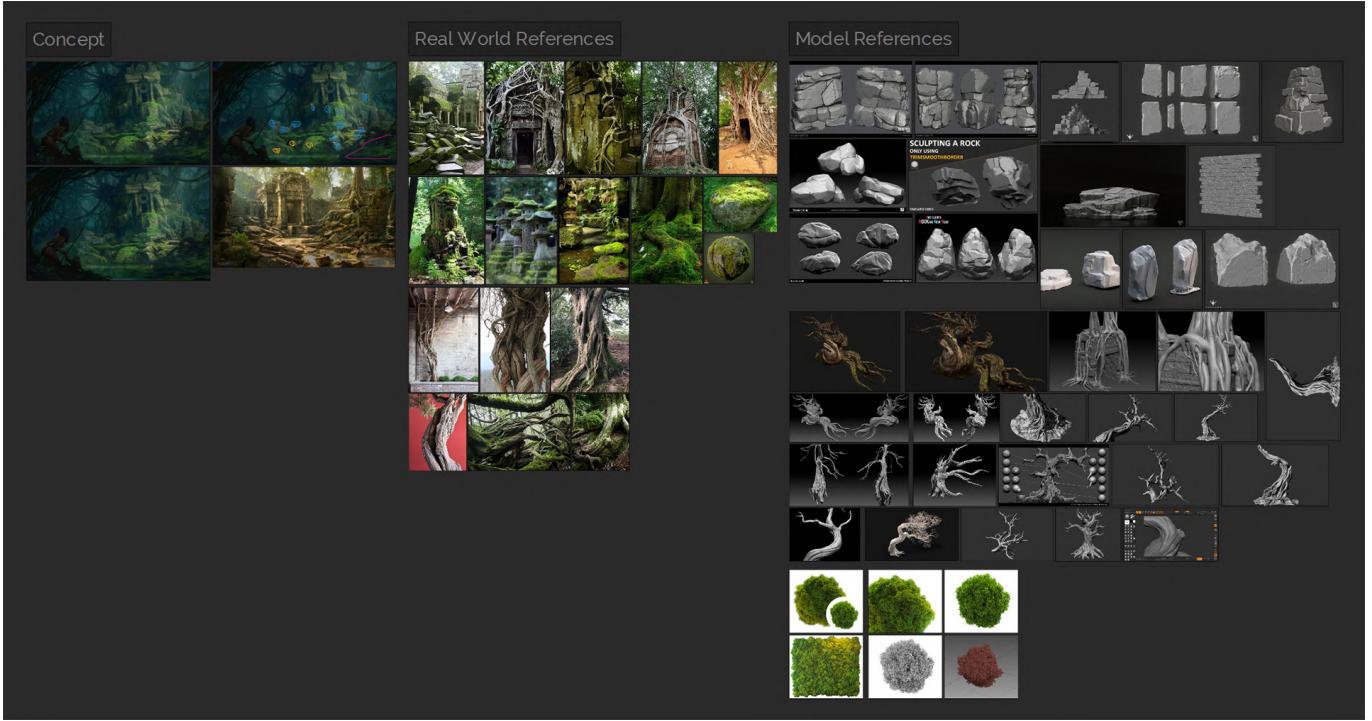 Concept
Real World References
Model References
SCULPTING A ROCK
ONLY USING
TRIMSMOOTHBORDER